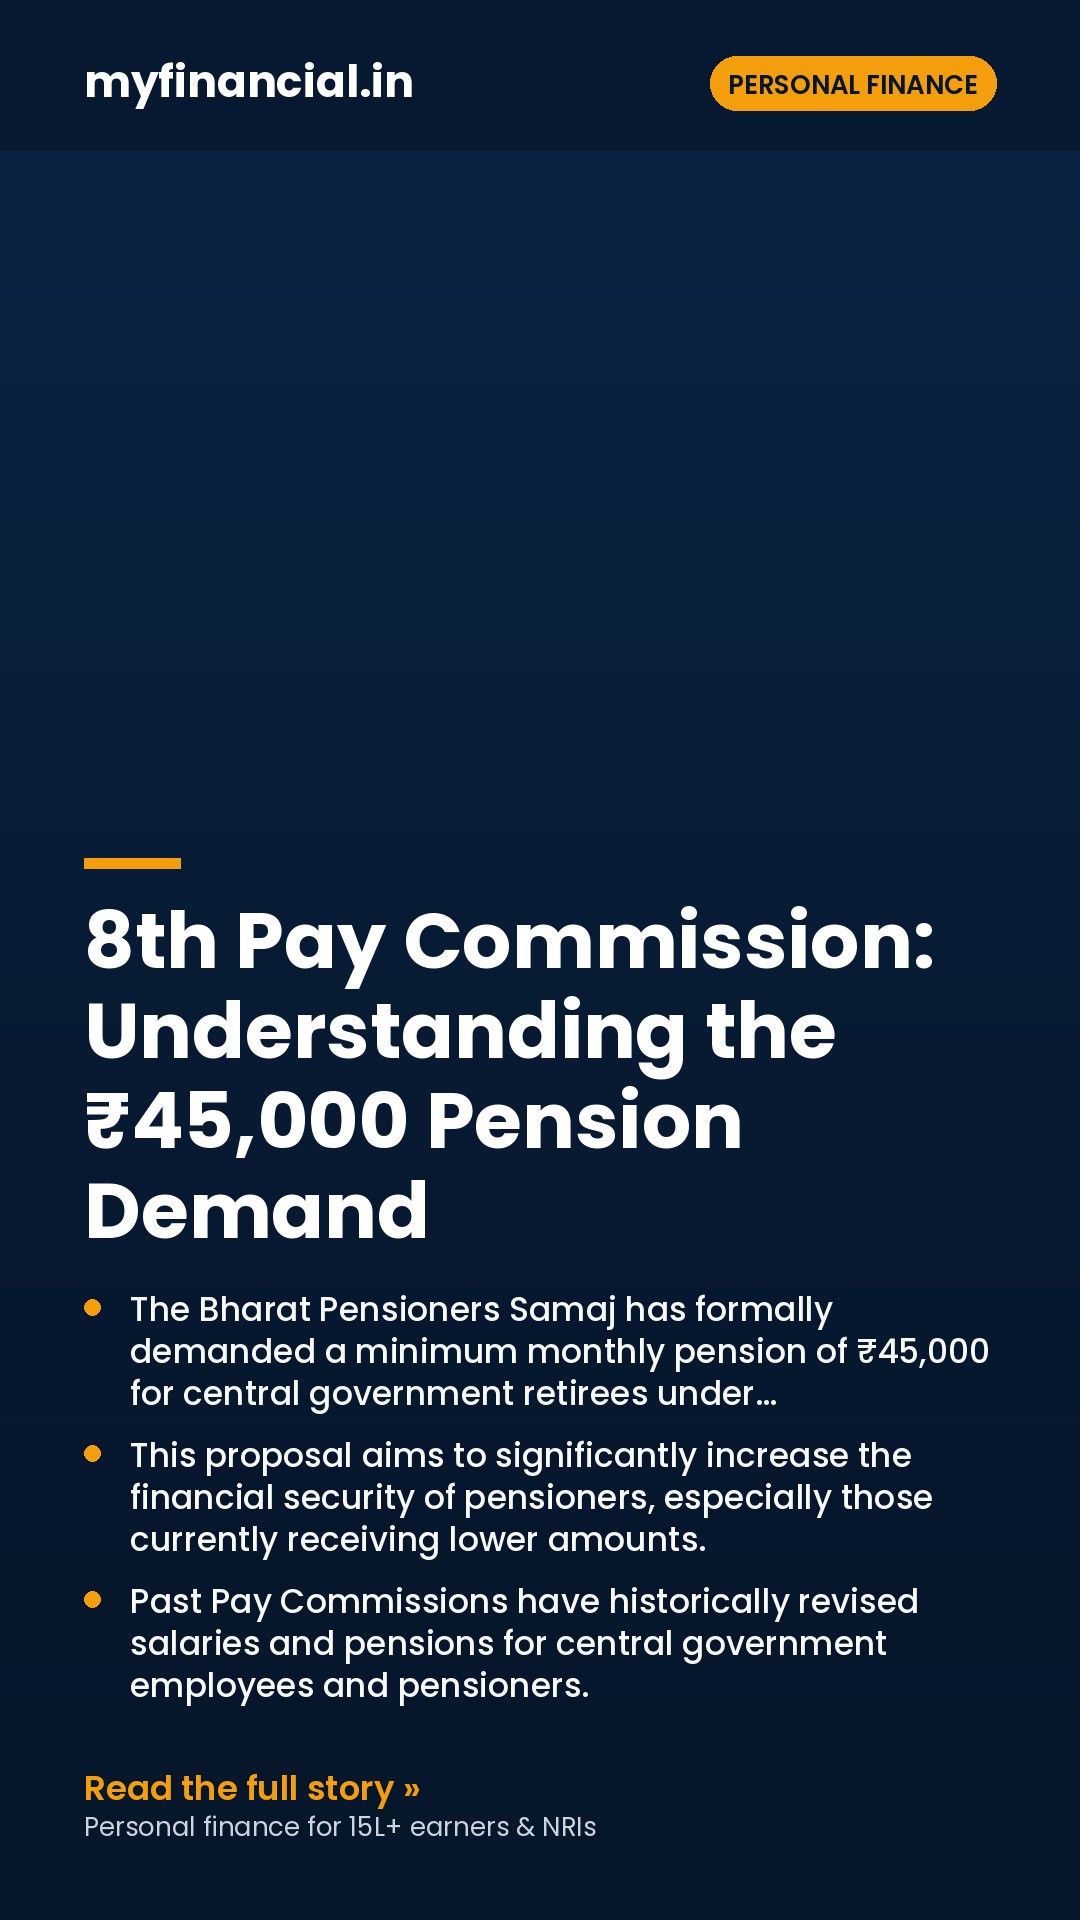 myfinancial.in
PERSONAL FINANCE
8th Pay Commission:
Understanding the
₹45,000 Pension
Demand
The Bharat Pensioners Samaj has formally
demanded a minimum monthly pension of ₹45,000
for central government retirees under...
This proposal aims to significantly increase the
financial security of pensioners, especially those
currently receiving lower amounts.
Past Pay Commissions have historically revised
salaries and pensions for central government
employees and pensioners.
Read the full story »
Personal finance for 15L+ earners & NRIs